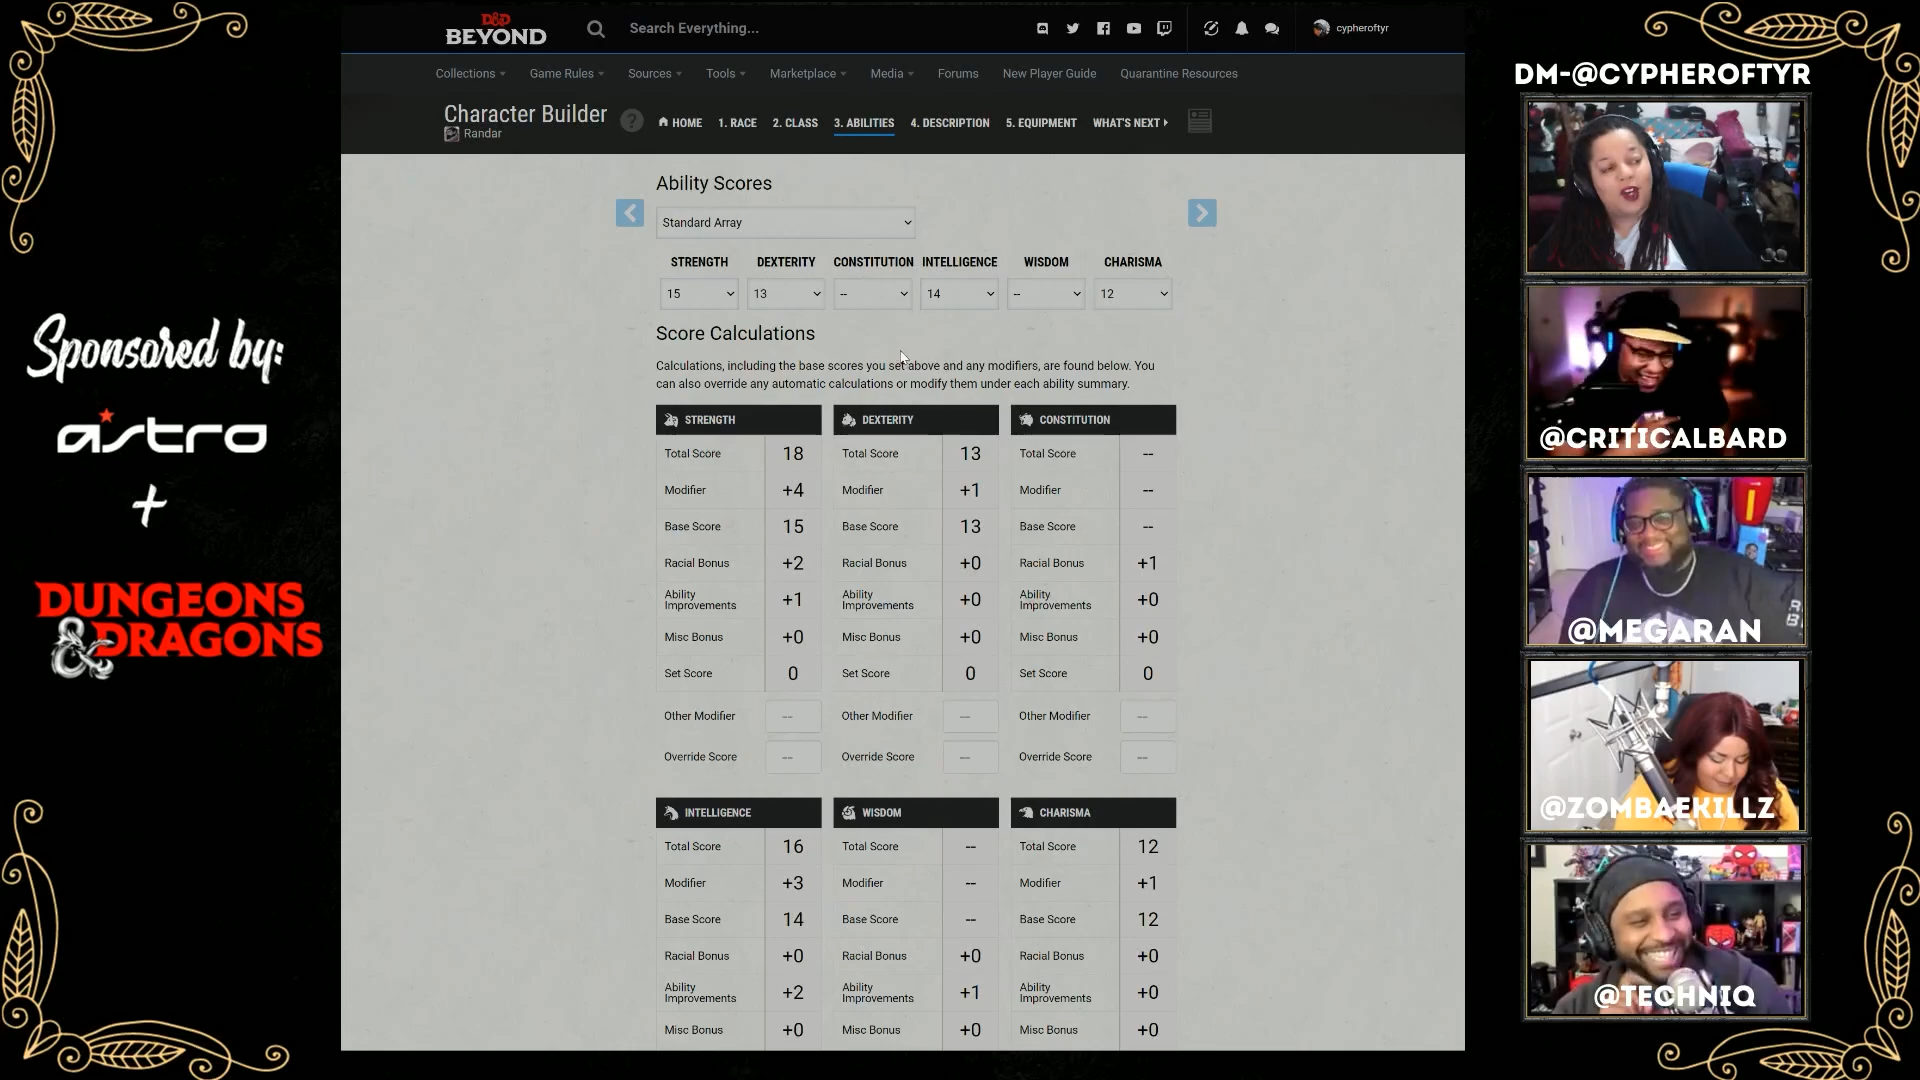 D&D
BEYOND
Search Everything...
cypheroftyr
Collections
Game Rules
Sources
Tools
Marketplace
Media
Forums
New Player Guide
Quarantine Resources
Character Builder
Randar
?
HOME
1. RACE
2. CLASS
3. ABILITIES
4. DESCRIPTION
5. EQUIPMENT
WHAT'S NEXT
Ability Scores
Standard Array
STRENGTH DEXTERITY CONSTITUTION INTELLIGENCE WISDOM CHARISMA
15 13 -- 14 -- 12
Score Calculations
Calculations, including the base scores you set above and any modifiers, are found below. You
can also override any automatic calculations or modify them under each ability summary.
STRENGTH
Total Score 18
Modifier +4
Base Score 15
Racial Bonus +2
Ability
Improvements +1
Misc Bonus +0
Set Score 0
Other Modifier --
Override Score --
DEXTERITY
Total Score 13
Modifier +1
Base Score 13
Racial Bonus +0
Ability
Improvements +0
Misc Bonus +0
Set Score 0
Other Modifier --
Override Score --
CONSTITUTION
Total Score --
Modifier --
Base Score --
Racial Bonus +1
Ability
Improvements +0
Misc Bonus +0
Set Score 0
Other Modifier --
Override Score --
INTELLIGENCE
Total Score 16
Modifier +3
Base Score 14
Racial Bonus +0
Ability
Improvements +2
Misc Bonus +0
WISDOM
Total Score --
Modifier --
Base Score --
Racial Bonus +0
Ability
Improvements +1
Misc Bonus +0
CHARISMA
Total Score 12
Modifier +1
Base Score 12
Racial Bonus +0
Ability
Improvements +0
Misc Bonus +0
Sponsored by:
astro
+
DUNGEONS
& DRAGONS
DM-@CYPHEROFTYR
@CRITICALBARD
@MEGARAN
@ZOMBAEKILLZ
@TECHNIQ